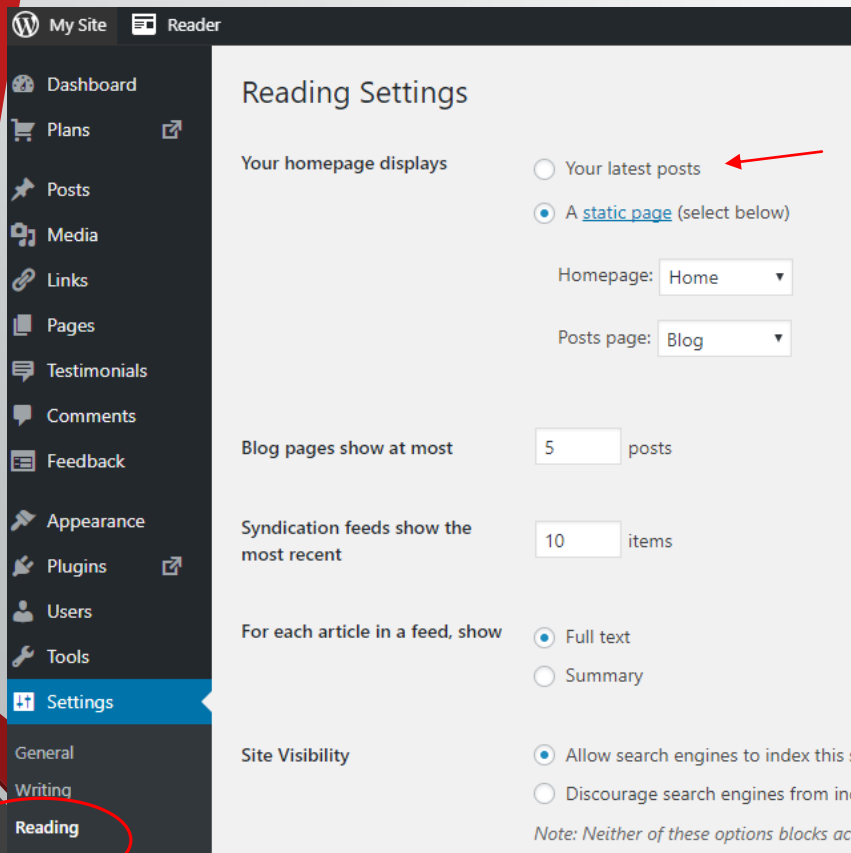 My Site
Reader
Dashboard
Plans
Posts
Media
Links
Pages
Testimonials
Comments
Feedback
Appearance
Plugins
Users
Tools
Settings
General
Writing
Reading
Reading Settings
Your homepage displays
Your latest posts
A static page (select below)
Homepage: Home
Posts page: Blog
Blog pages show at most
5 posts
Syndication feeds show the
most recent
10 items
For each article in a feed, show
Full text
Summary
Site Visibility
Allow search engines to index this
Discourage search engines from
Note: Neither of these options blocks